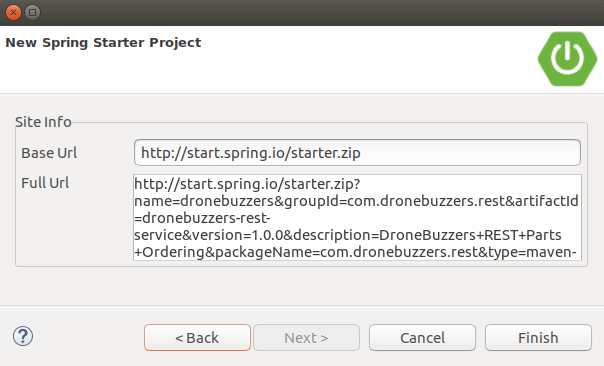 New Spring Starter Project
Site Info
Base Url
http://start.spring.io/starter.zip
Full Url
http://start.spring.io/starter.zip?
name=dronebuzzers&groupId=com.dronebuzzers.rest&artifactId
=dronebuzzers-rest-
service&version=1.0.0&description=DroneBuzzers+REST+Parts
+Ordering&packageName=com.dronebuzzers.rest&type=maven-
?
< Back
Next >
Cancel
Finish